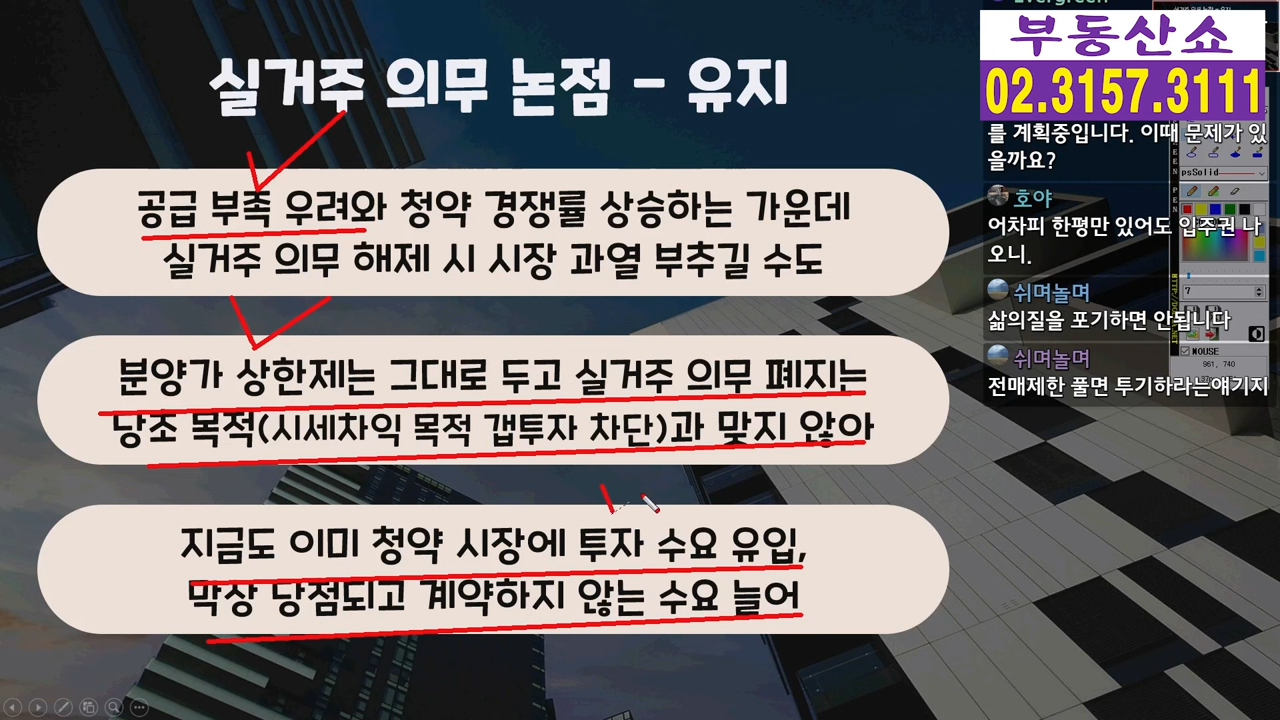 실거주 의무 논점 - 유지
공급 부족 우려와 청약 경쟁률 상승하는 가운데
실거주 의무 해제 시 시장 과열 부추길 수도
분양가 상한제는 그대로 두고 실거주 의무 폐지는
당초 목적(시세차익 목적 갭투자 차단)과 맞지 않아
지금도 이미 청약 시장에 투자 수요 유입,
막상 당첨되고 계약하지 않는 수요 늘어
Evergreen
부동산쇼
02.3157.3111
를 계획중입니다. 이때 문제가 있
을까요?
호야
어차피 한평만 있어도 입주권 나
오니.
쉬며놀며
삶의질을 포기하면 안됩니다
쉬며놀며
전매제한 풀면 투기하라는얘기지
psSolid
7
MOUSE
961, 740